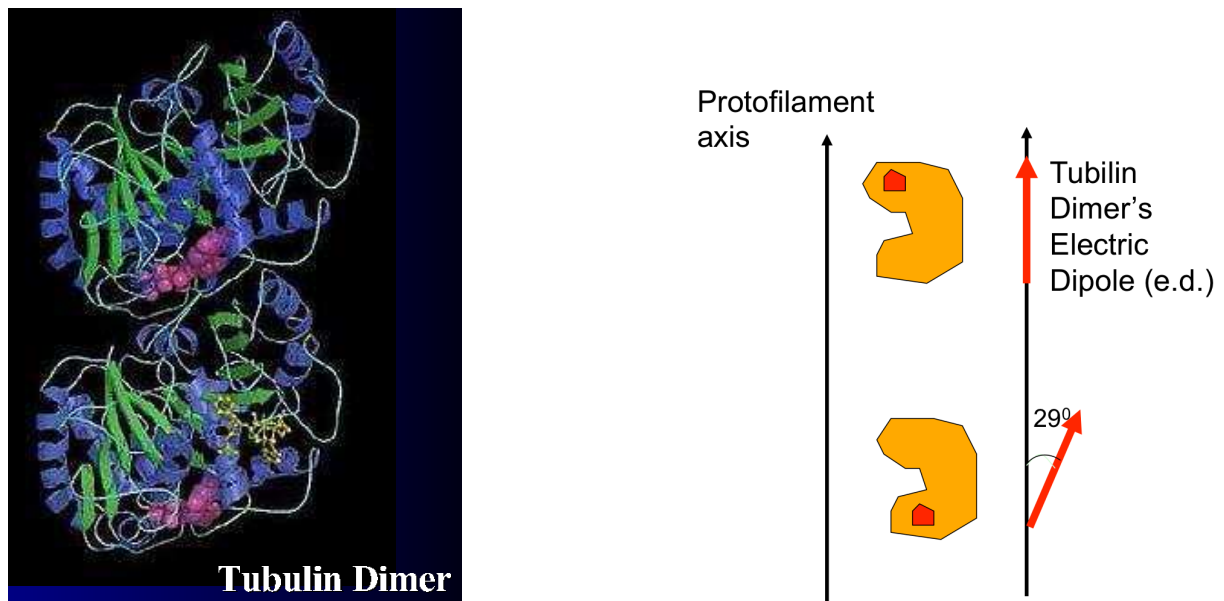 Tubulin Dimer
Protofilament
axis
Tubilin
Dimer’s
Electric
Dipole (e.d.)
29⁰